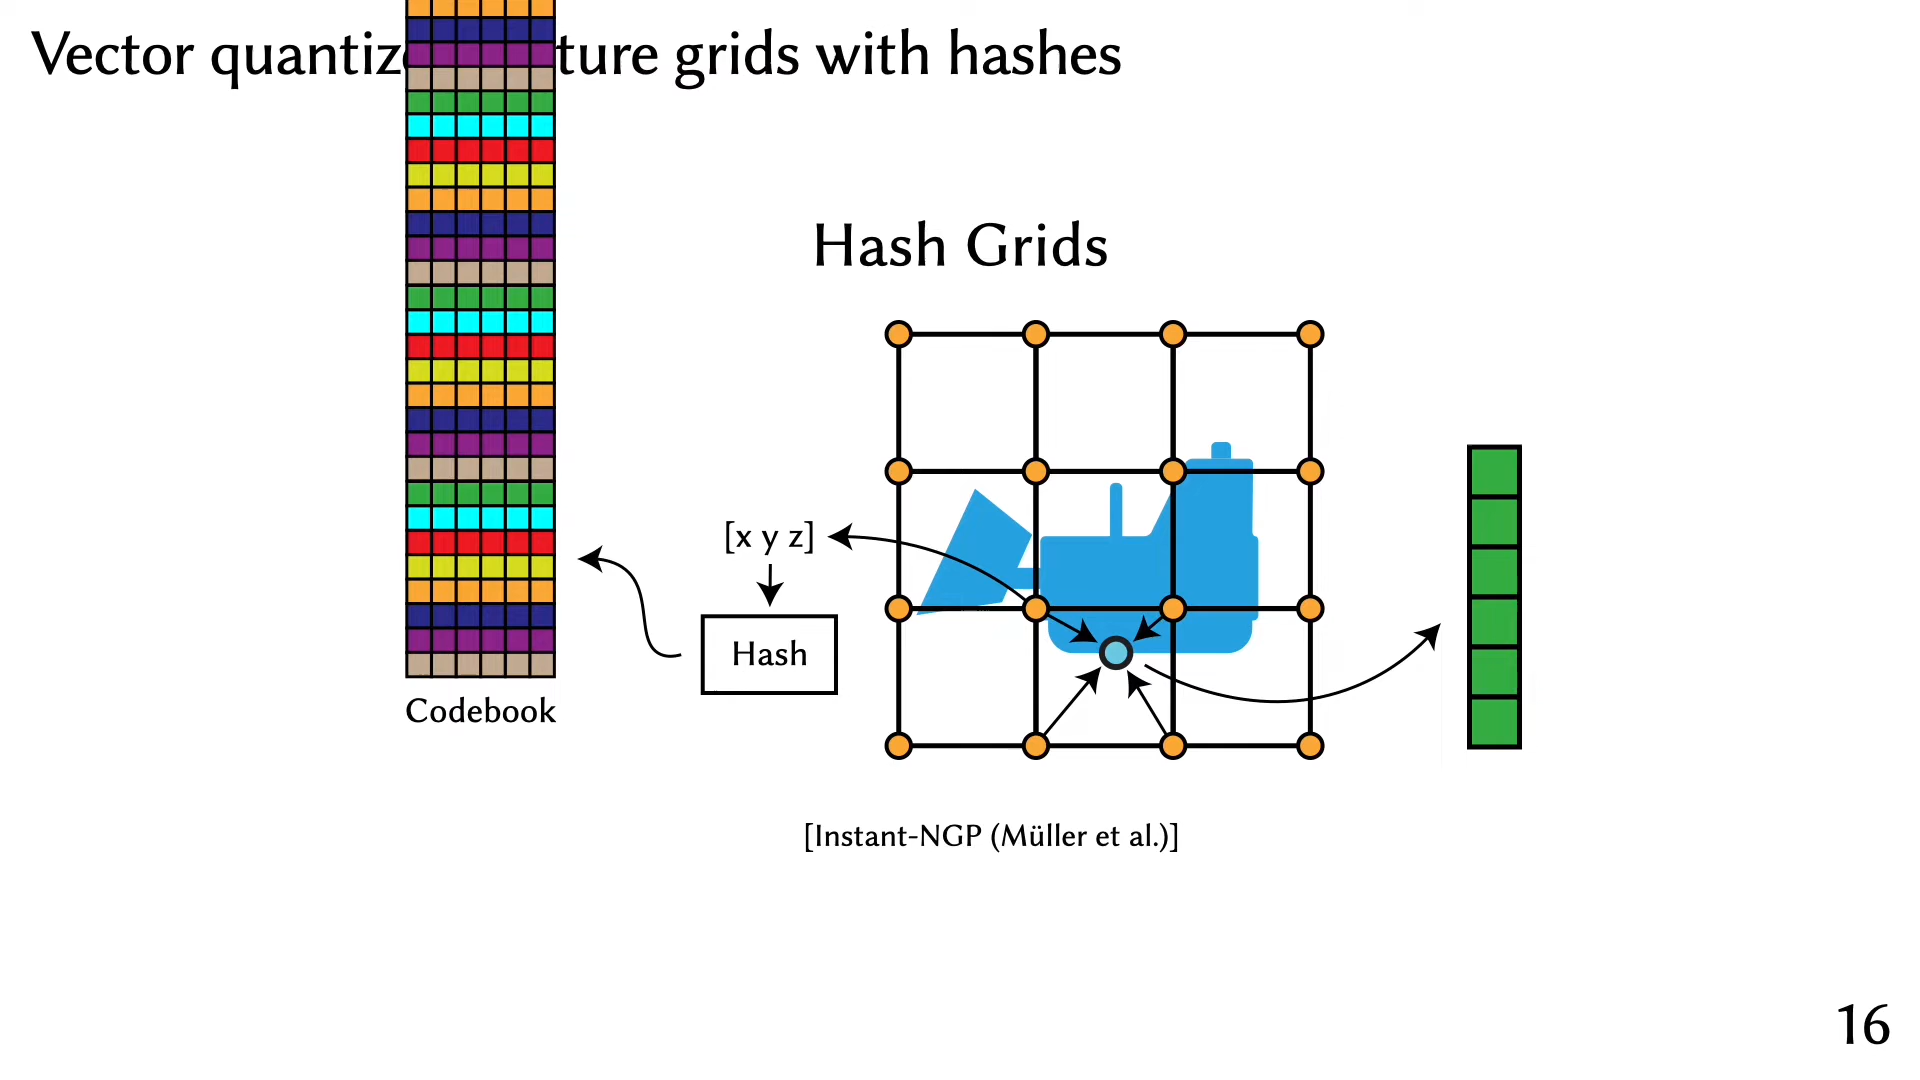 Vector quantiz ture grids with hashes
Hash Grids
[x y z]
Hash
Codebook
[Instant-NGP (Müller et al.)]
16